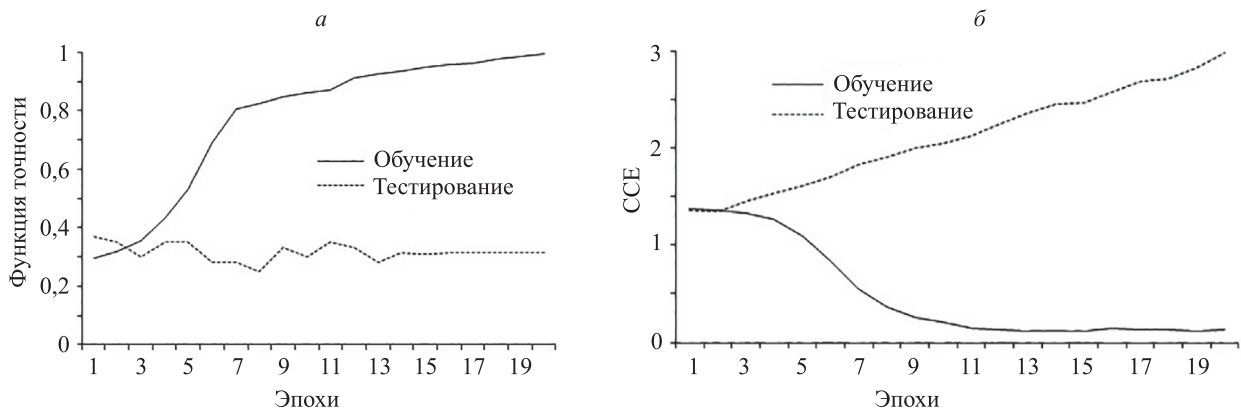 а
1
0,8
0,6
0,4
0,2
0
Функция точности
Обучение
Тестирование
1 3 5 7 9 11 13 15 17 19
Эпохи
б
3
2
1
0
CCE
Обучение
Тестирование
1 3 5 7 9 11 13 15 17 19
Эпохи